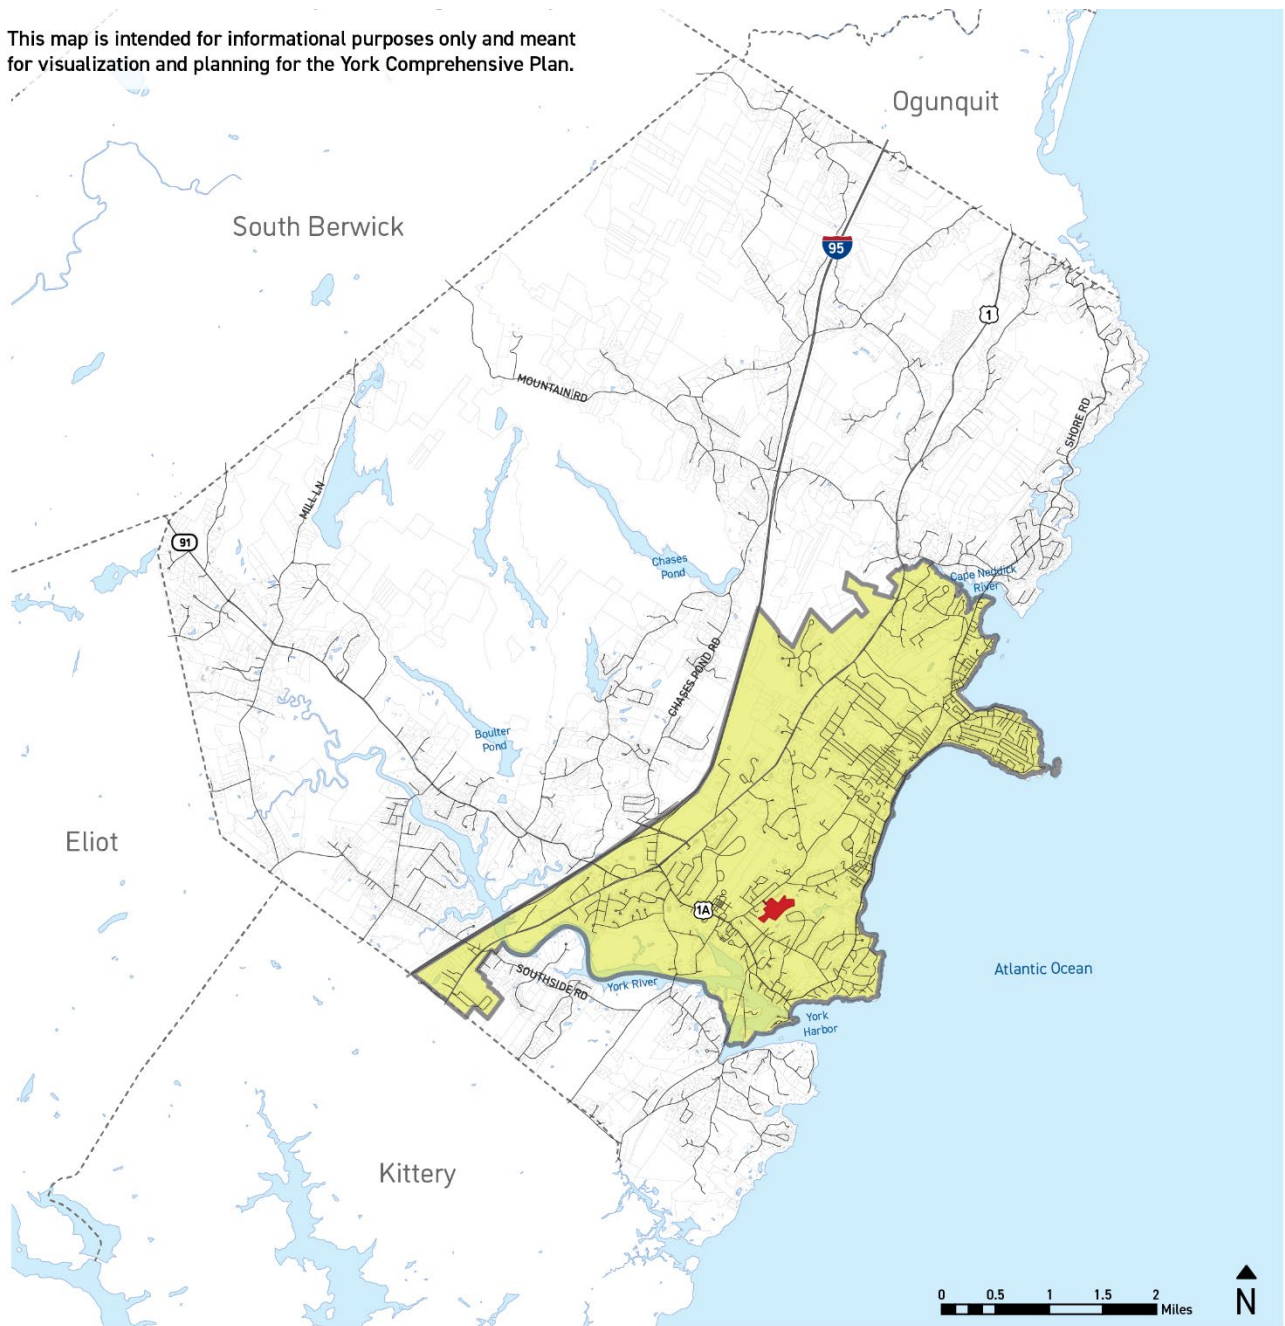 This map is intended for informational purposes only and meant
for visualization and planning for the York Comprehensive Plan.
Ogunquit
South Berwick
95
1
MOUNTAIN RD
SHORE RD
MILL LN
91
Chases
Pond
Cape Neddick
River
CHASES POND RD
Boulter
Pond
Eliot
1A
Atlantic Ocean
SOUTHSIDE RD
York River
York
Harbor
Kittery
0 0.5 1 1.5 2
Miles
N